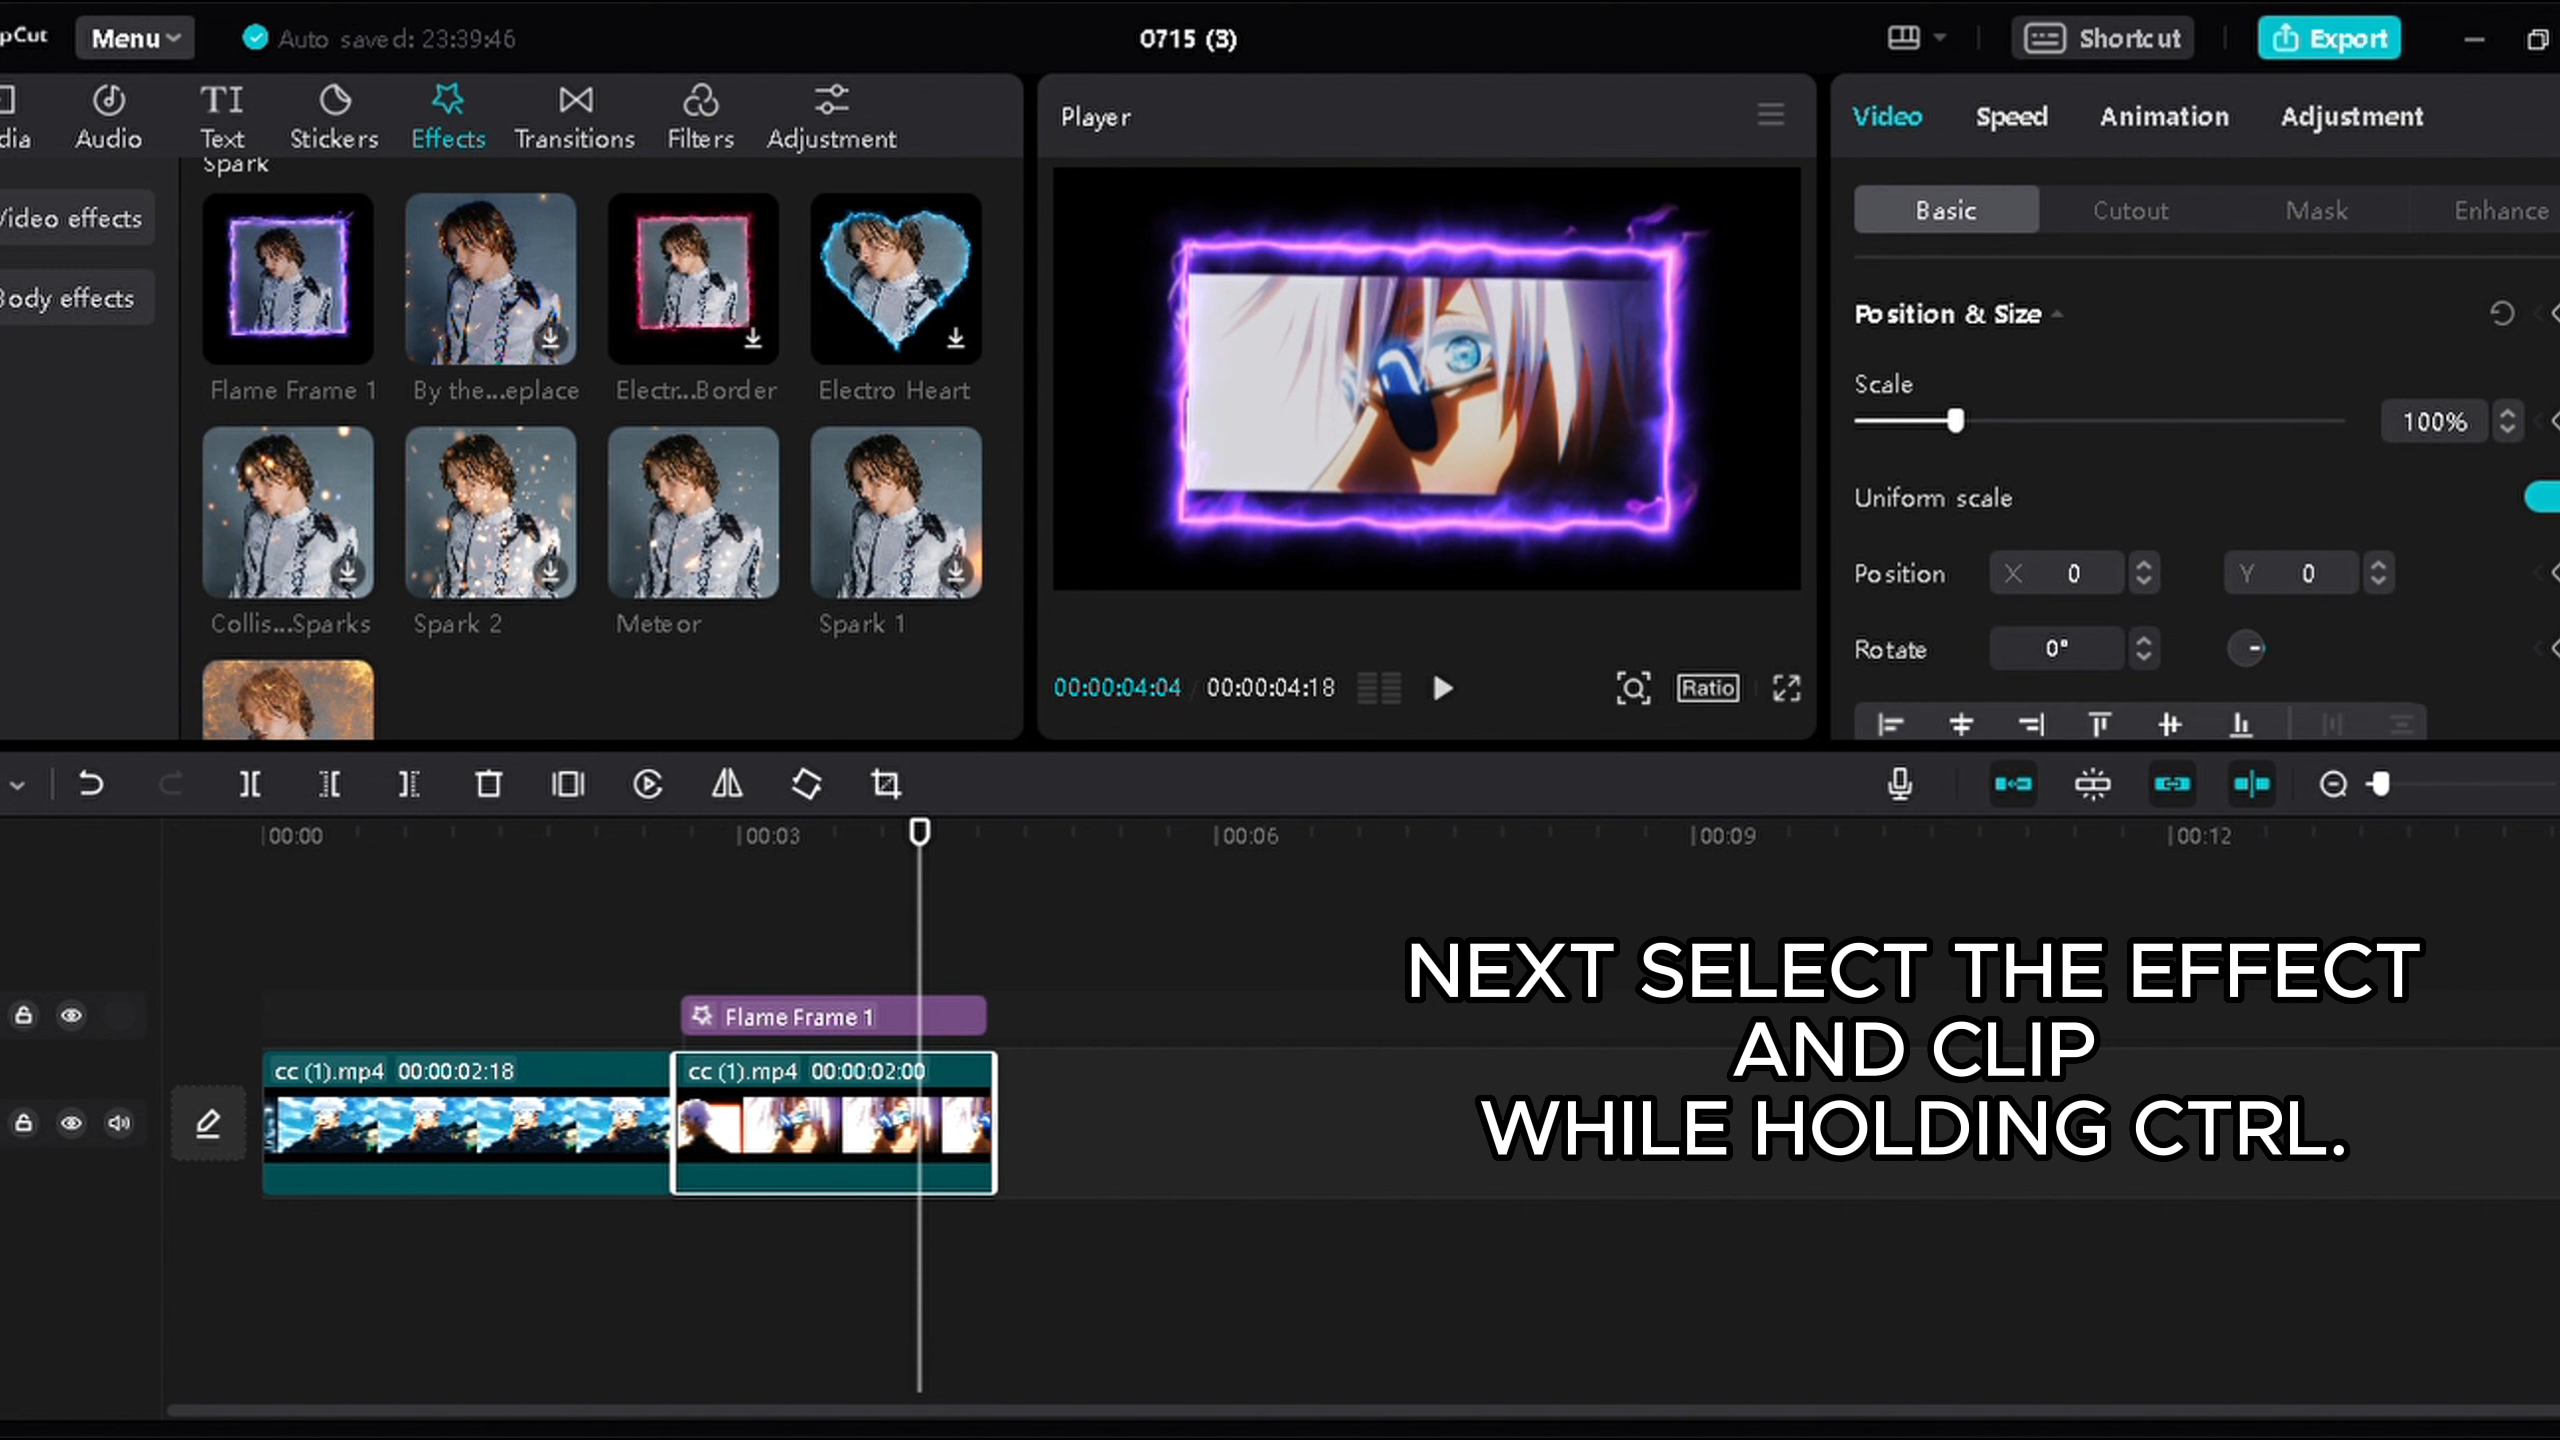 pCut Menu Auto saved: 23:39:46 0715 (3) Shortcut Export
dia Audio Text Stickers Effects Transitions Filters Adjustment
Spark
Video effects
Body effects
Flame Frame 1 By the...eplace Electr...Border Electro Heart
Collis...Sparks Spark 2 Meteor Spark 1
Player
00:00:04:04 00:00:04:18 Ratio
Video Speed Animation Adjustment
Basic Cutout Mask Enhance
Position & Size
Scale
100%
Uniform scale
Position X 0 Y 0
Rotate 0°
00:00 00:03 00:06 00:09 00:12
Flame Frame 1
cc (1).mp4 00:00:02:18 cc (1).mp4 00:00:02:00
NEXT SELECT THE EFFECT
AND CLIP
WHILE HOLDING CTRL.